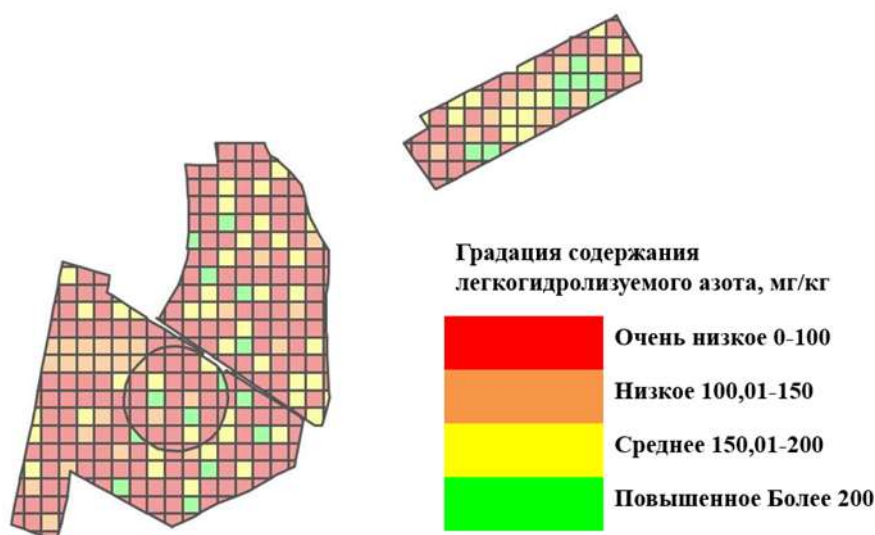 Градация содержания
легкогидролизуемого азота, мг/кг
Очень низкое 0-100
Низкое 100,01-150
Среднее 150,01-200
Повышенное Более 200